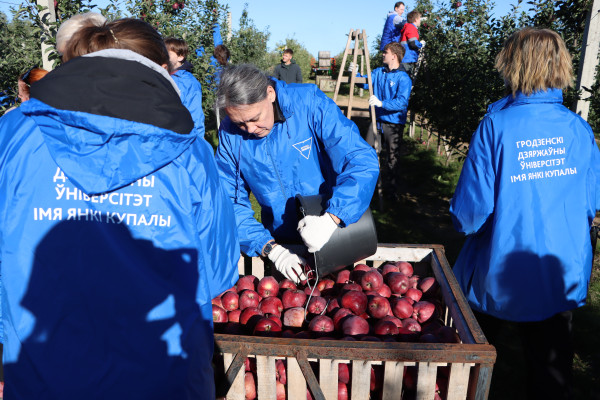 ДЗЯРЖАЎНЫ
ЎНІВЕРСІТЭТ
ІМЯ ЯНКІ КУПАЛЫ
ГРОДЗЕНСКІ
ДЗЯРЖАЎНЫ
ЎНІВЕРСІТЭТ
ІМЯ ЯНКІ КУПАЛЫ